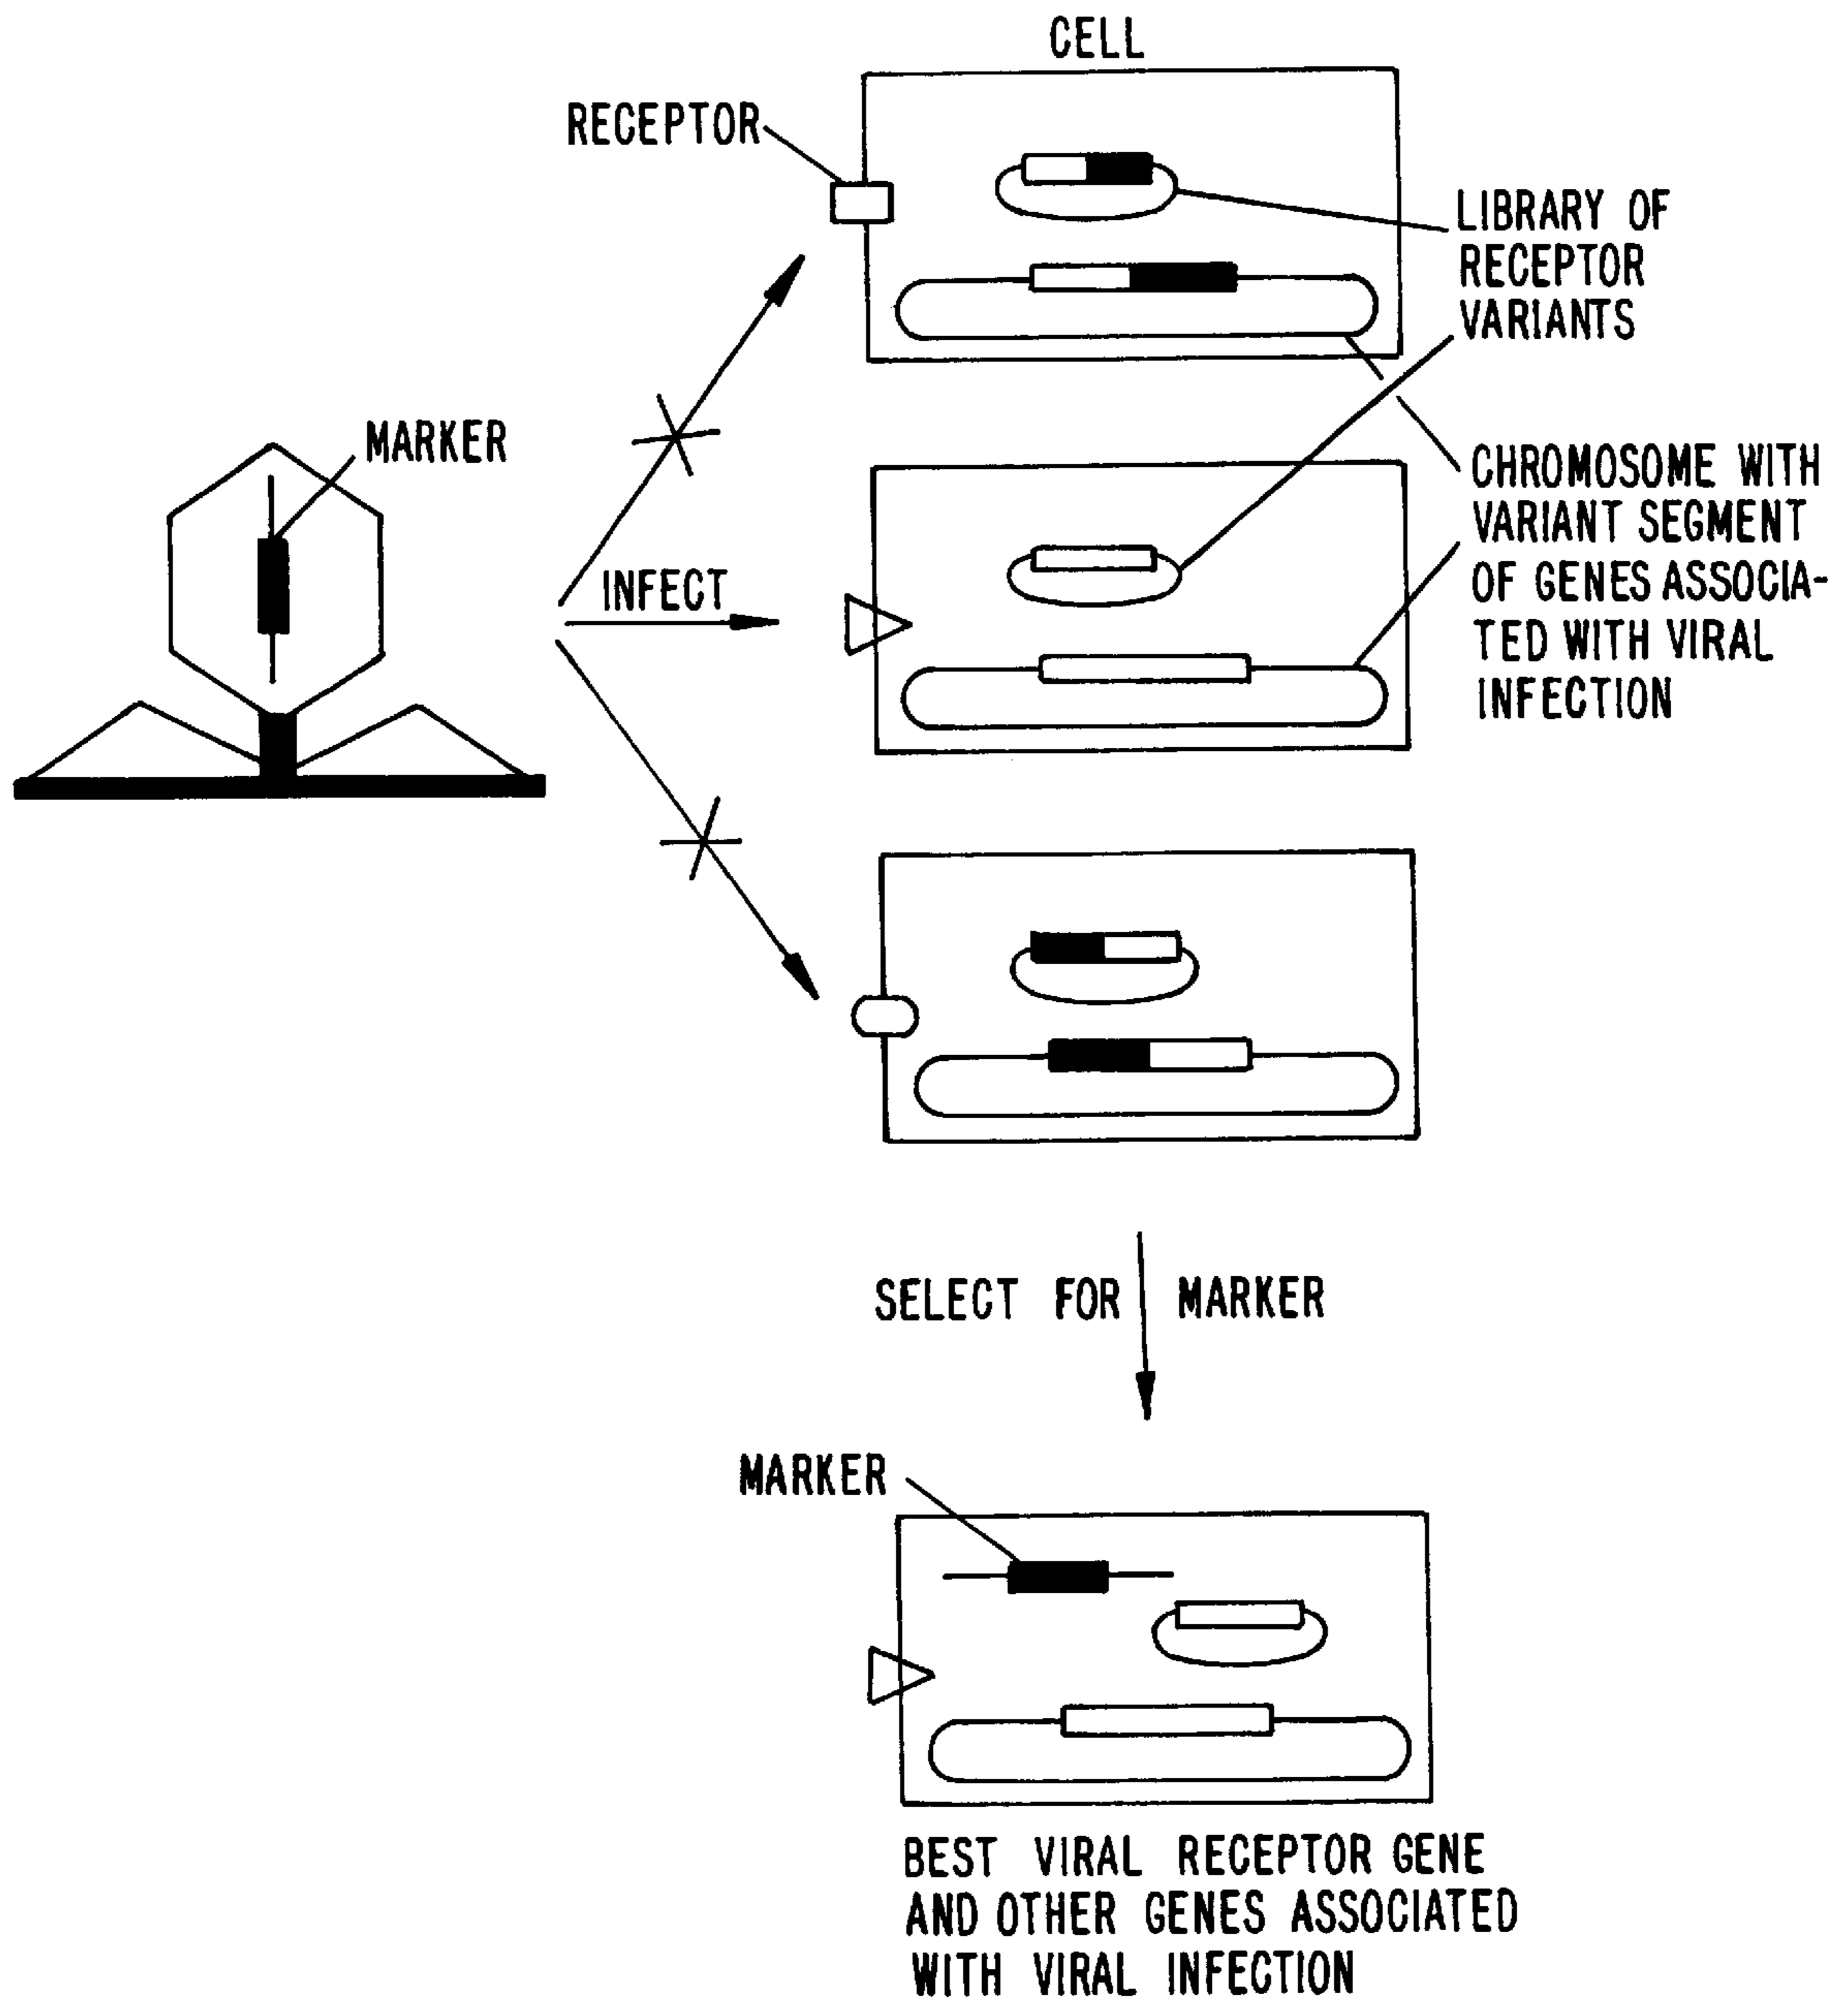 CELL
RECEPTOR
LIBRARY OF
RECEPTOR
VARIANTS
MARKER
CHROMOSOME WITH
VARIANT SEGMENT
OF GENES ASSOCIA-
TED WITH VIRAL
INFECTION
INFECT
SELECT FOR MARKER
MARKER
BEST VIRAL RECEPTOR GENE
AND OTHER GENES ASSOCIATED
WITH VIRAL INFECTION